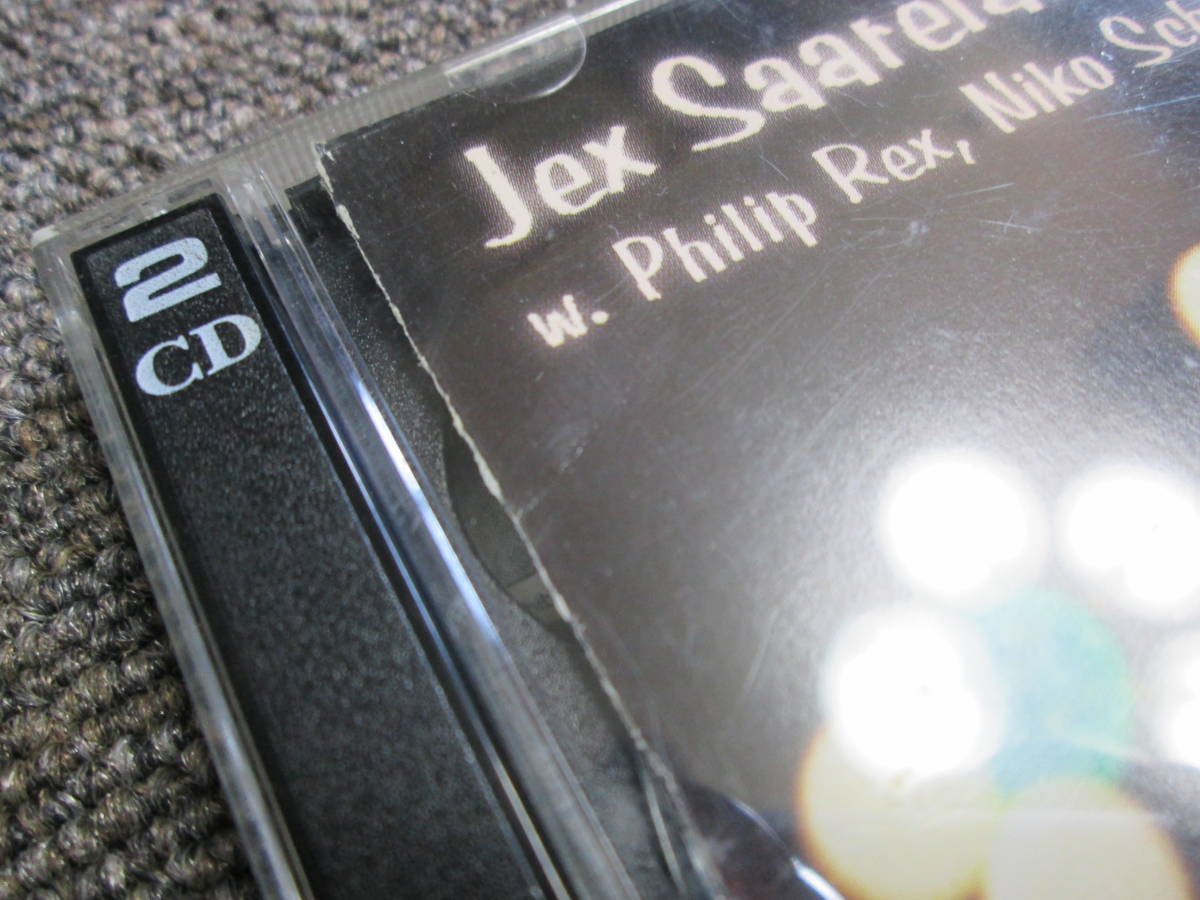 2
CD
Jex Saarela
w. Philip Rex, Niko